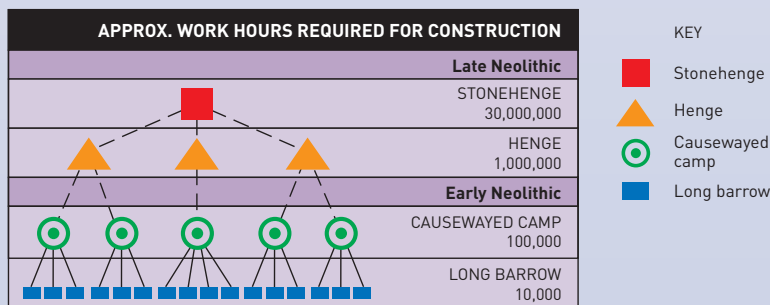 APPROX. WORK HOURS REQUIRED FOR CONSTRUCTION
Late Neolithic
STONEHENGE
30,000,000
HENGE
1,000,000
Early Neolithic
CAUSEWAYED CAMP
100,000
LONG BARROW
10,000
KEY
Stonehenge
Henge
Causewayed
camp
Long barrow